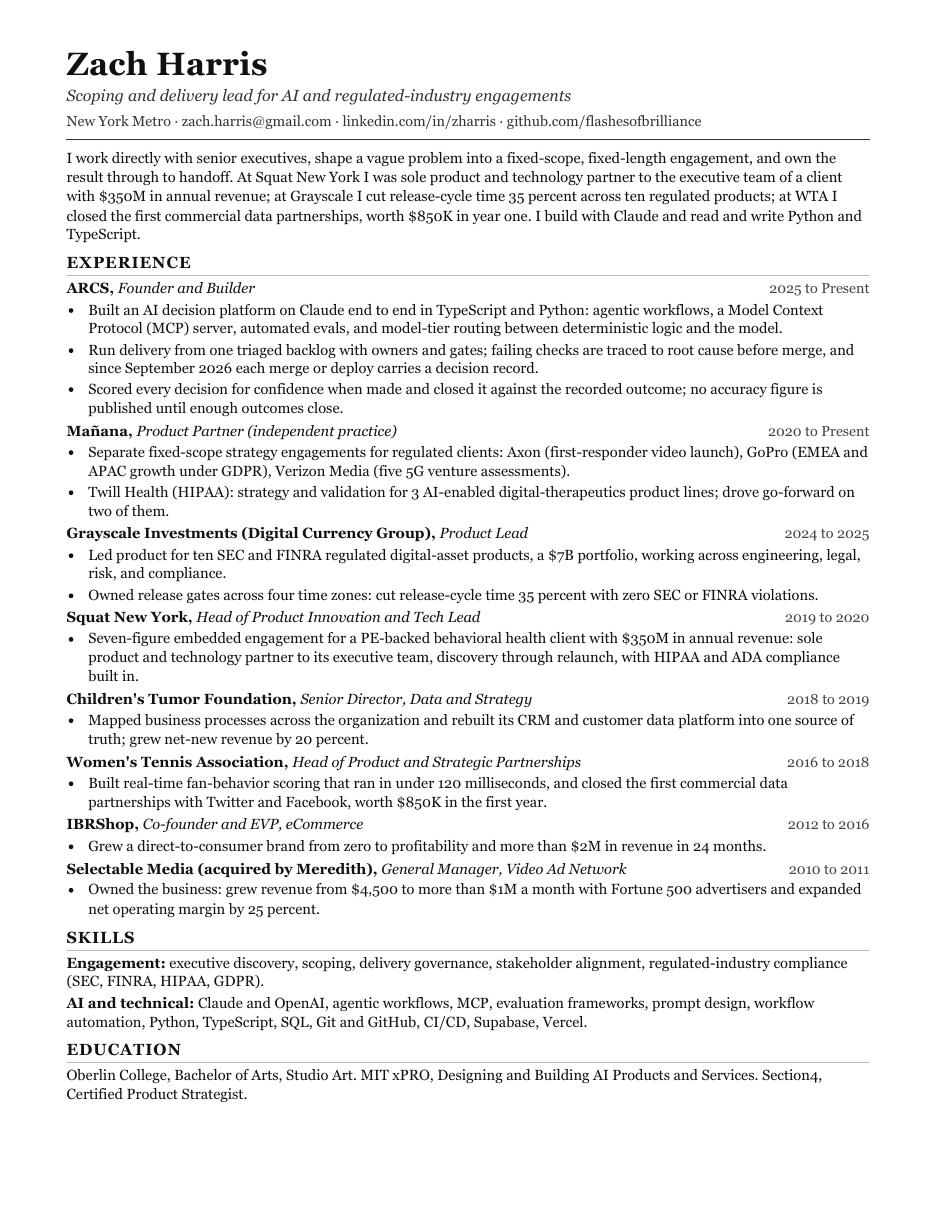 Zach Harris
Scoping and delivery lead for AI and regulated-industry engagements
New York Metro · zach.harris@gmail.com · linkedin.com/in/zharris · github.com/flashesofbrilliance
I work directly with senior executives, shape a vague problem into a fixed-scope, fixed-length engagement, and own the
result through to handoff. At Squat New York I was sole product and technology partner to the executive team of a client
with $350M in annual revenue; at Grayscale I cut release-cycle time 35 percent across ten regulated products; at WTA I
closed the first commercial data partnerships, worth $850K in year one. I build with Claude and read and write Python and
TypeScript.
EXPERIENCE
ARCS, Founder and Builder 2025 to Present
• Built an AI decision platform on Claude end to end in TypeScript and Python: agentic workflows, a Model Context
Protocol (MCP) server, automated evals, and model-tier routing between deterministic logic and the model.
• Run delivery from one triaged backlog with owners and gates; failing checks are traced to root cause before merge, and
since September 2026 each merge or deploy carries a decision record.
• Scored every decision for confidence when made and closed it against the recorded outcome; no accuracy figure is
published until enough outcomes close.
Mañana, Product Partner (independent practice) 2020 to Present
• Separate fixed-scope strategy engagements for regulated clients: Axon (first-responder video launch), GoPro (EMEA and
APAC growth under GDPR), Verizon Media (five 5G venture assessments).
• Twill Health (HIPAA): strategy and validation for 3 AI-enabled digital-therapeutics product lines; drove go-forward on
two of them.
Grayscale Investments (Digital Currency Group), Product Lead 2024 to 2025
• Led product for ten SEC and FINRA regulated digital-asset products, a $7B portfolio, working across engineering, legal,
risk, and compliance.
• Owned release gates across four time zones: cut release-cycle time 35 percent with zero SEC or FINRA violations.
Squat New York, Head of Product Innovation and Tech Lead 2019 to 2020
• Seven-figure embedded engagement for a PE-backed behavioral health client with $350M in annual revenue: sole
product and technology partner to its executive team, discovery through relaunch, with HIPAA and ADA compliance
built in.
Children's Tumor Foundation, Senior Director, Data and Strategy 2018 to 2019
• Mapped business processes across the organization and rebuilt its CRM and customer data platform into one source of
truth; grew net-new revenue by 20 percent.
Women's Tennis Association, Head of Product and Strategic Partnerships 2016 to 2018
• Built real-time fan-behavior scoring that ran in under 120 milliseconds, and closed the first commercial data
partnerships with Twitter and Facebook, worth $850K in the first year.
IBRShop, Co-founder and EVP, eCommerce 2012 to 2016
• Grew a direct-to-consumer brand from zero to profitability and more than $2M in revenue in 24 months.
Selectable Media (acquired by Meredith), General Manager, Video Ad Network 2010 to 2011
• Owned the business: grew revenue from $4,500 to more than $1M a month with Fortune 500 advertisers and expanded
net operating margin by 25 percent.
SKILLS
Engagement: executive discovery, scoping, delivery governance, stakeholder alignment, regulated-industry compliance
(SEC, FINRA, HIPAA, GDPR).
AI and technical: Claude and OpenAI, agentic workflows, MCP, evaluation frameworks, prompt design, workflow
automation, Python, TypeScript, SQL, Git and GitHub, CI/CD, Supabase, Vercel.
EDUCATION
Oberlin College, Bachelor of Arts, Studio Art. MIT xPRO, Designing and Building AI Products and Services. Section4,
Certified Product Strategist.